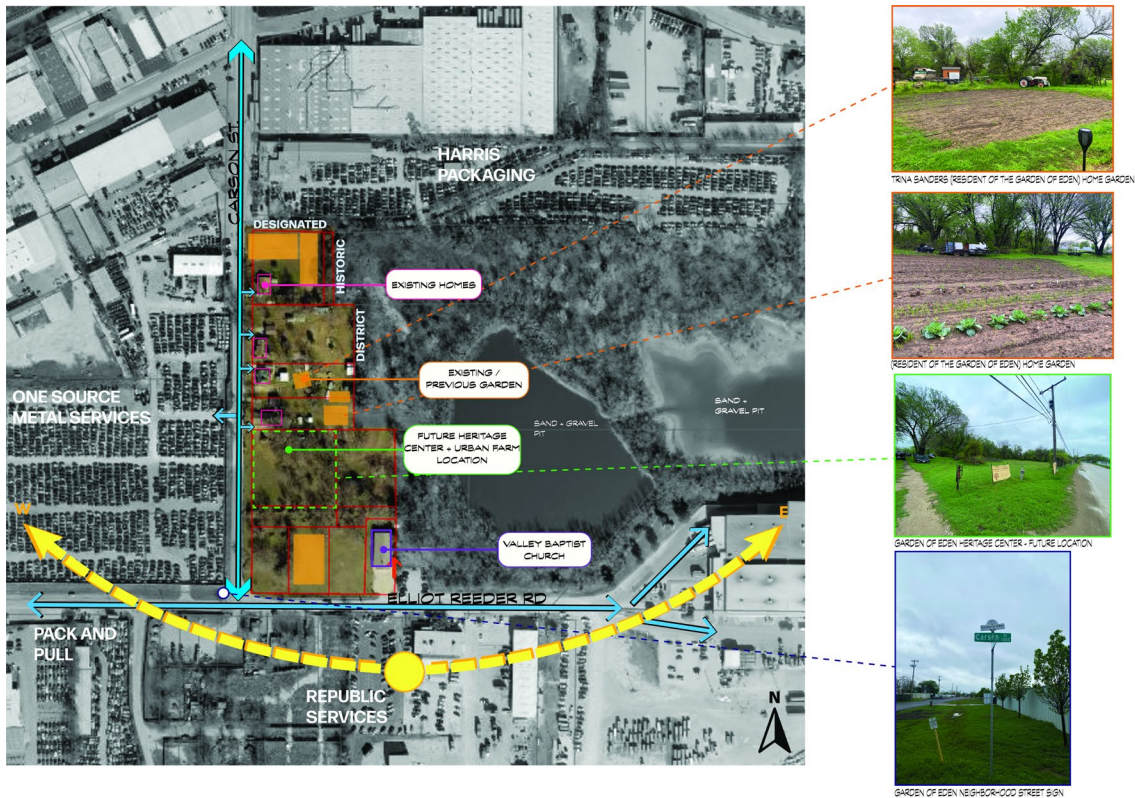 CARSON ST.
HARRIS
PACKAGING
DESIGNATED
HISTORIC
DISTRICT
EXISTING HOMES
EXISTING /
PREVIOUS GARDEN
ONE SOURCE
METAL SERVICES
FUTURE HERITAGE
CENTER + URBAN FARM
LOCATION
SAND + GRAVEL
PIT
SAND +
GRAVEL PIT
W
E
VALLEY BAPTIST
CHURCH
ELLIOT REEDER RD
PACK AND
PULL
REPUBLIC
SERVICES
N
TRINA SANDERS (RESIDENT OF THE GARDEN OF EDEN) HOME GARDEN
(RESIDENT OF THE GARDEN OF EDEN) HOME GARDEN
GARDEN OF EDEN HERITAGE CENTER - FUTURE LOCATION
Carson
GARDEN OF EDEN NEIGHBORHOOD STREET SIGN